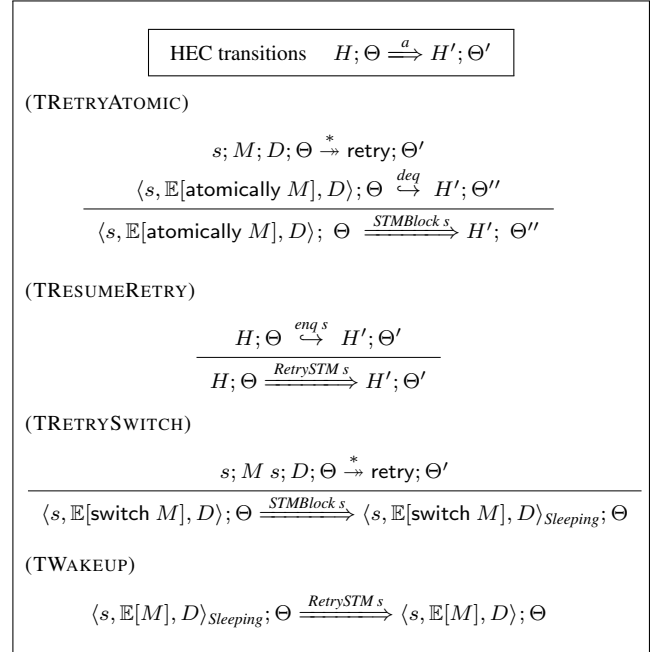 HEC transitions H; Θ ⟹ᵃ H′; Θ′
(TRETRYATOMIC)
s; M; D; Θ ↠* retry; Θ′
⟨s, 𝔼[atomically M], D⟩; Θ ↪deq H′; Θ′′
⟨s, 𝔼[atomically M], D⟩; Θ ⟹STMBlock s H′; Θ′′
(TRESUMERETRY)
H; Θ ↪enq s H′; Θ′
H; Θ ⟹RetrySTM s H′; Θ′
(TRETRYSWITCH)
s; M s; D; Θ ↠* retry; Θ′
⟨s, 𝔼[switch M], D⟩; Θ ⟹STMBlock s ⟨s, 𝔼[switch M], D⟩Sleeping; Θ
(TWAKEUP)
⟨s, 𝔼[M], D⟩Sleeping; Θ ⟹RetrySTM s ⟨s, 𝔼[M], D⟩; Θ